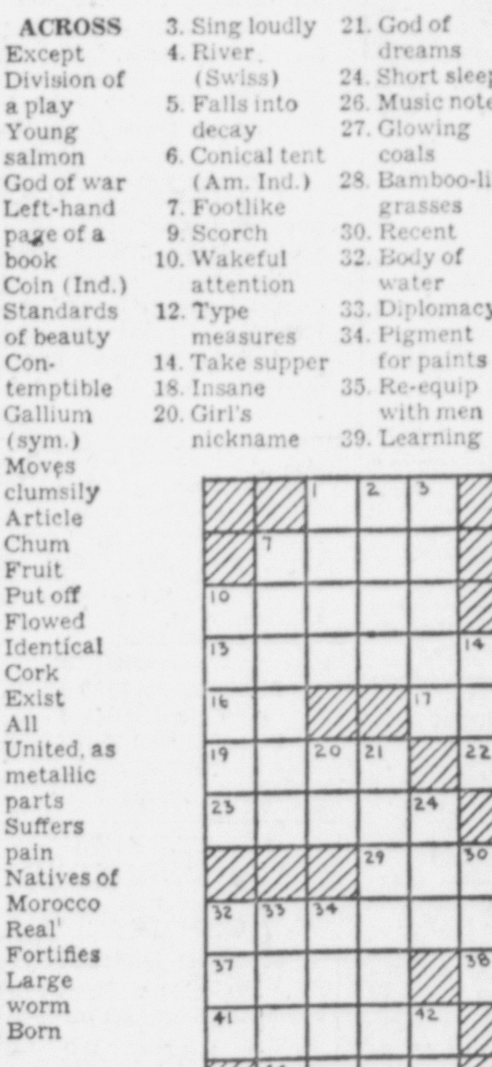 ACROSS
Except
Division of
a play
Young
salmon
God of war
Left-hand
page of a
book
Coin (Ind.)
Standards
of beauty
Con-
temptible
Gallium
(sym.)
Moves
clumsily
Article
Chum
Fruit
Put off
Flowed
Identical
Cork
Exist
All
United, as
metallic
parts
Suffers
pain
Natives of
Morocco
Real
Fortifies
Large
worm
Born
3. Sing loudly
4. River
(Swiss)
5. Falls into
decay
6. Conical tent
(Am. Ind.)
7. Footlike
9. Scorch
10. Wakeful
attention
12. Type
measures
14. Take supper
18. Insane
20. Girl's
nickname
21. God of
dreams
24. Short sleep
26. Music note
27. Glowing
coals
28. Bamboo-li
grasses
30. Recent
32. Body of
water
33. Diplomacy
34. Pigment
for paints
35. Re-equip
with men
39. Learning
1 2 3
7
10
13 14
16 17
19 20 21 22
23 24
29 30
32 33 34
37 38
41 42